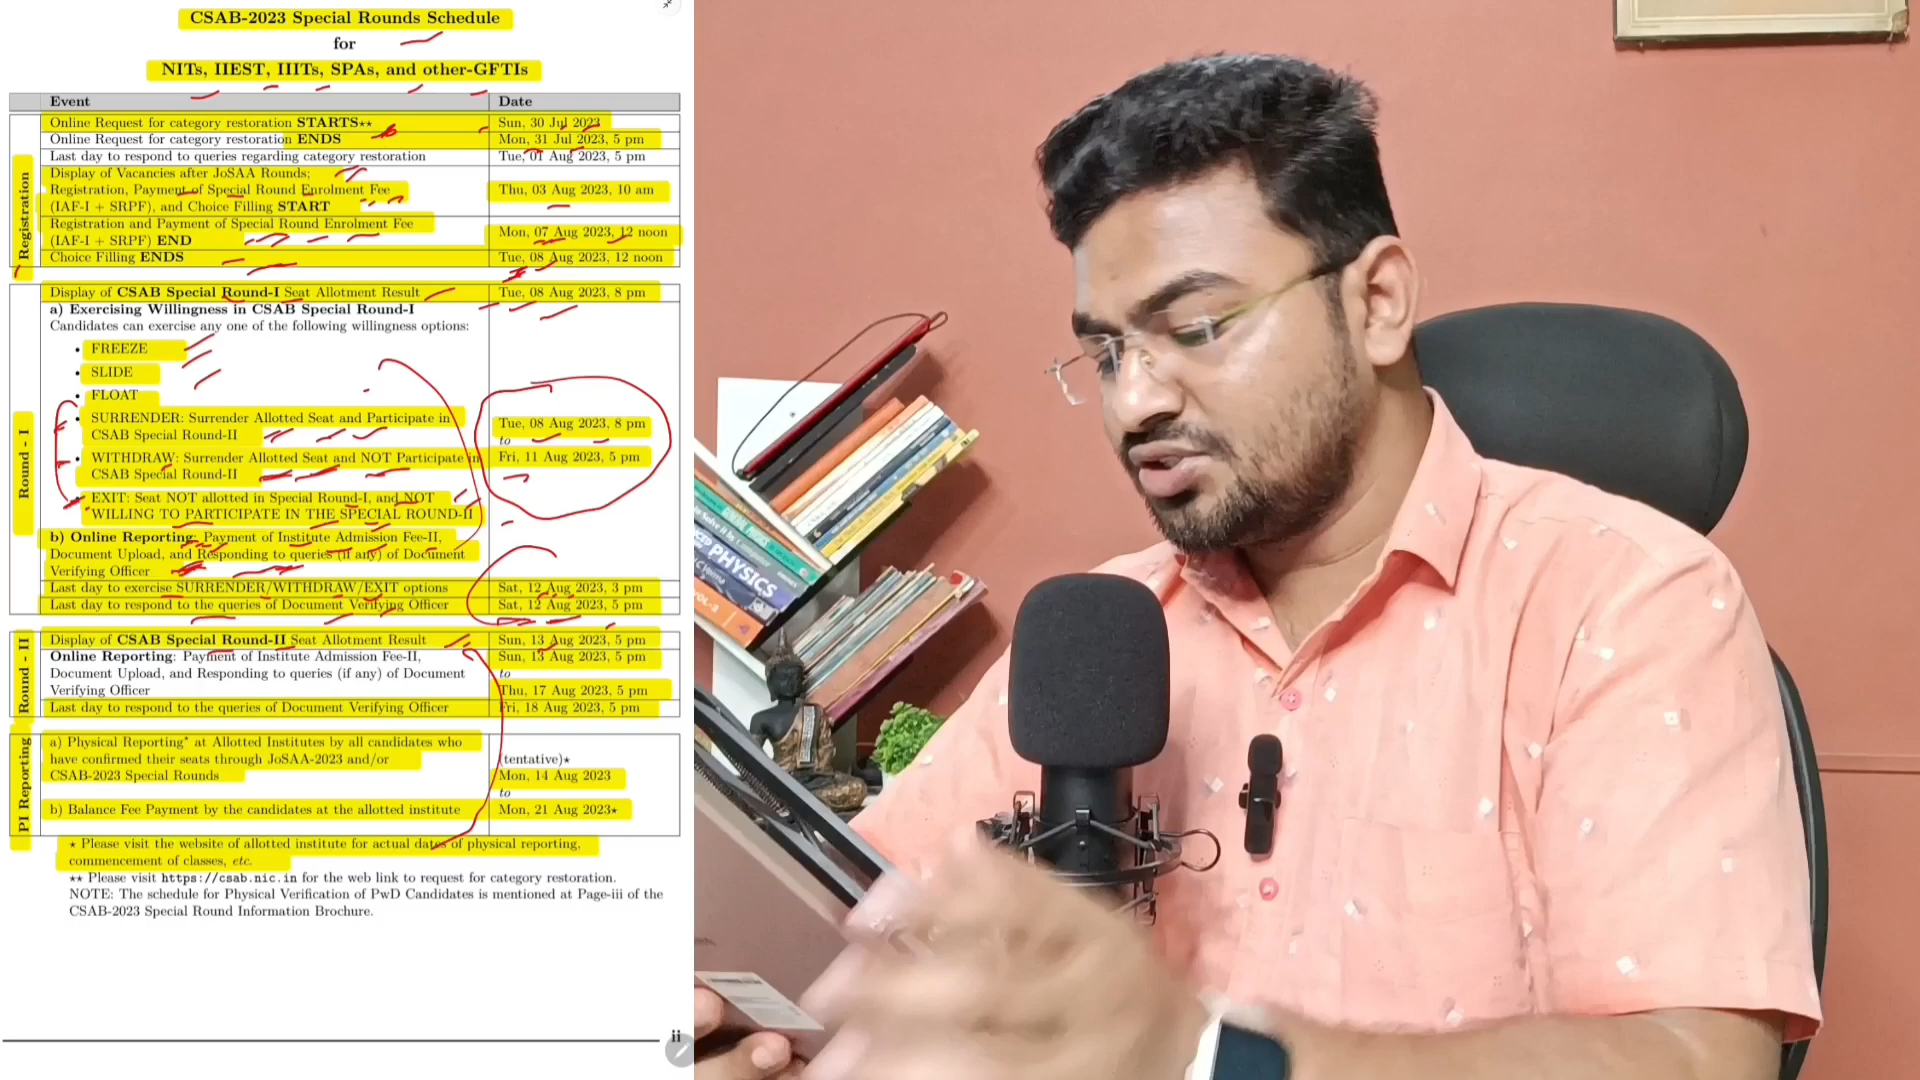 CSAB-2023 Special Rounds Schedule
for
NITs, IIEST, IIITs, SPAs, and other-GFTIs
Event Date
Registration
Online Request for category restoration STARTS⋆⋆ Sun, 30 Jul 2023
Online Request for category restoration ENDS Mon, 31 Jul 2023, 5 pm
Last day to respond to queries regarding category restoration Tue, 01 Aug 2023, 5 pm
Display of Vacancies after JoSAA Rounds;
Registration, Payment of Special Round Enrolment Fee Thu, 03 Aug 2023, 10 am
(IAF-I + SRPF), and Choice Filling START
Registration and Payment of Special Round Enrolment Fee
(IAF-I + SRPF) END Mon, 07 Aug 2023, 12 noon
Choice Filling ENDS Tue, 08 Aug 2023, 12 noon
Round - I
Display of CSAB Special Round-I Seat Allotment Result Tue, 08 Aug 2023, 8 pm
a) Exercising Willingness in CSAB Special Round-I
Candidates can exercise any one of the following willingness options:
• FREEZE
• SLIDE
• FLOAT
• SURRENDER: Surrender Allotted Seat and Participate in
CSAB Special Round-II
• WITHDRAW: Surrender Allotted Seat and NOT Participate in
CSAB Special Round-II
• EXIT: Seat NOT allotted in Special Round-I, and NOT
WILLING TO PARTICIPATE IN THE SPECIAL ROUND-II
b) Online Reporting: Payment of Institute Admission Fee-II,
Document Upload, and Responding to queries (if any) of Document
Verifying Officer
Tue, 08 Aug 2023, 8 pm
to
Fri, 11 Aug 2023, 5 pm
Last day to exercise SURRENDER/WITHDRAW/EXIT options Sat, 12 Aug 2023, 3 pm
Last day to respond to the queries of Document Verifying Officer Sat, 12 Aug 2023, 5 pm
Round - II
Display of CSAB Special Round-II Seat Allotment Result Sun, 13 Aug 2023, 5 pm
Online Reporting: Payment of Institute Admission Fee-II, Sun, 13 Aug 2023, 5 pm
Document Upload, and Responding to queries (if any) of Document to
Verifying Officer Thu, 17 Aug 2023, 5 pm
Last day to respond to the queries of Document Verifying Officer Fri, 18 Aug 2023, 5 pm
PI Reporting
a) Physical Reporting⋆ at Allotted Institutes by all candidates who
have confirmed their seats through JoSAA-2023 and/or
CSAB-2023 Special Rounds
b) Balance Fee Payment by the candidates at the allotted institute
(tentative)⋆
Mon, 14 Aug 2023
to
Mon, 21 Aug 2023⋆
⋆ Please visit the website of allotted institute for actual dates of physical reporting,
commencement of classes, etc.
⋆⋆ Please visit https://csab.nic.in for the web link to request for category restoration.
NOTE: The schedule for Physical Verification of PwD Candidates is mentioned at Page-iii of the
CSAB-2023 Special Round Information Brochure.
ii
PHYSICS